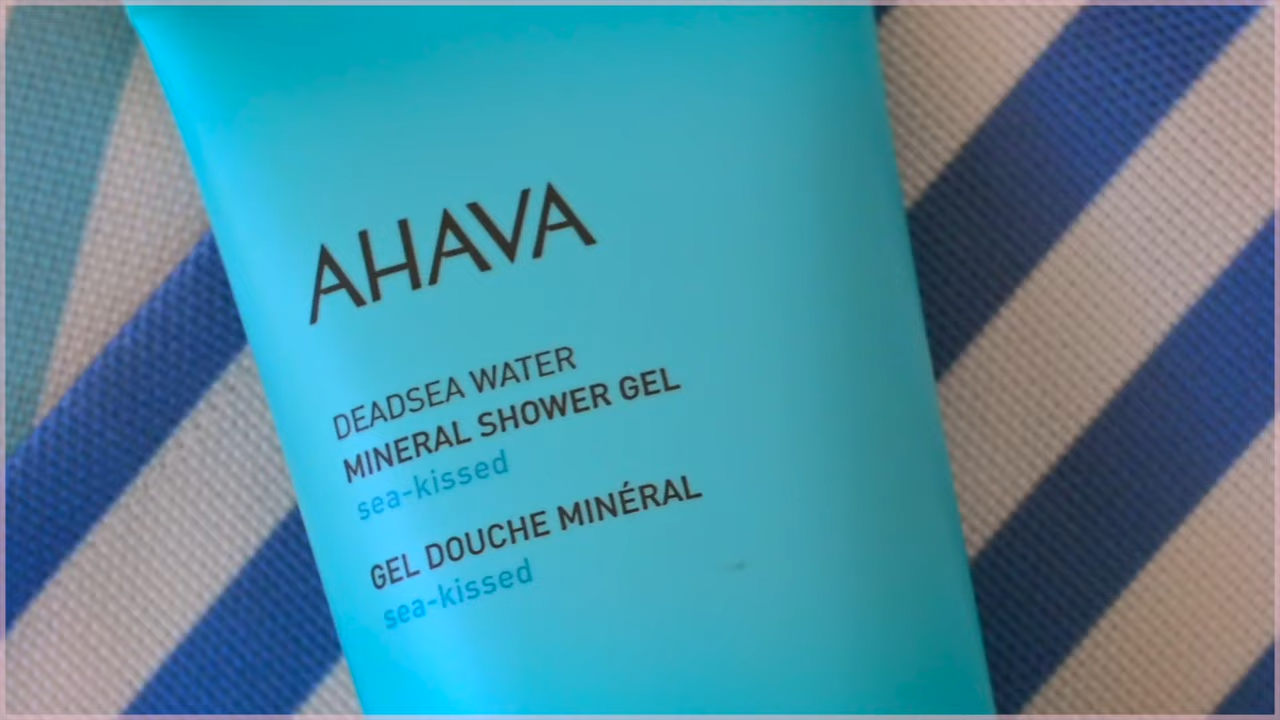 AHAVA
DEADSEA WATER
MINERAL SHOWER GEL
sea-kissed
GEL DOUCHE MINÉRAL
sea-kissed